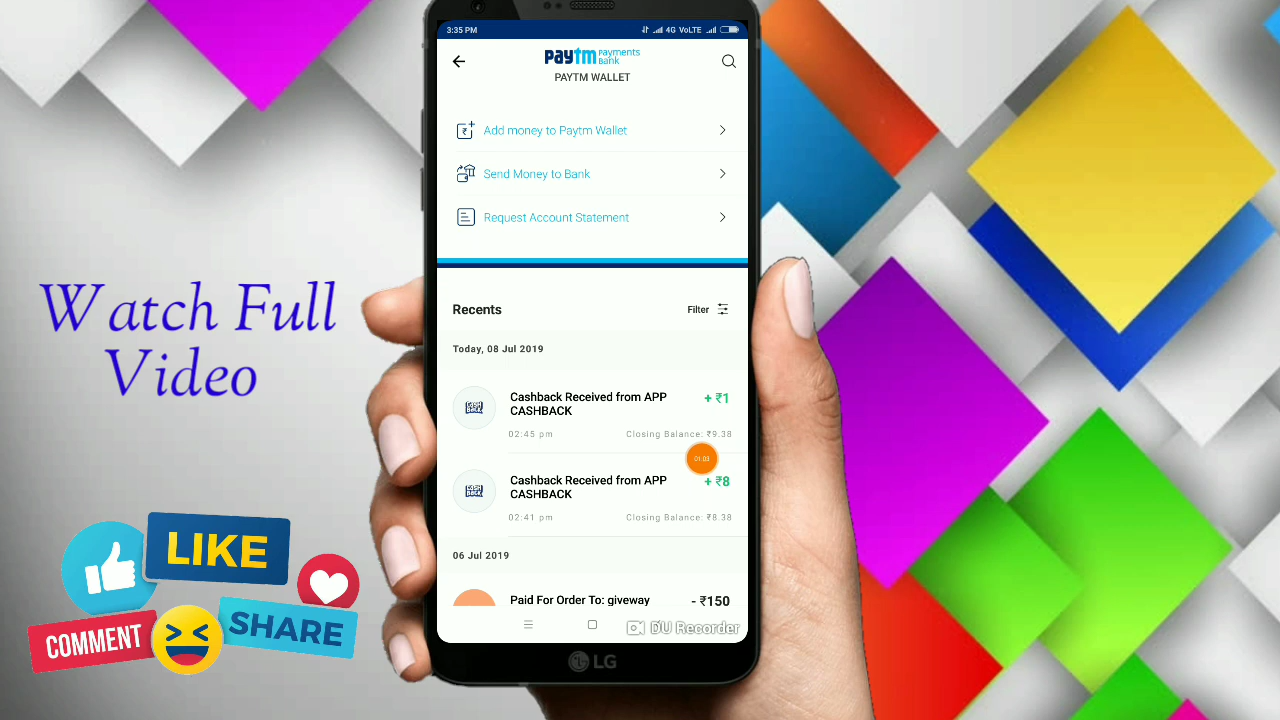 3:35 PM
4G VoLTE
paytm Payments Bank
PAYTM WALLET
Add money to Paytm Wallet
Send Money to Bank
Request Account Statement
Recents
Filter
Today, 08 Jul 2019
Cashback Received from APP
CASHBACK
+ ₹1
02:45 pm
Closing Balance: ₹9.38
01:03
Cashback Received from APP
CASHBACK
+ ₹8
02:41 pm
Closing Balance: ₹8.38
06 Jul 2019
Paid For Order To: giveway
- ₹150
DU Recorder
LG
Watch Full
Video
LIKE
COMMENT
SHARE